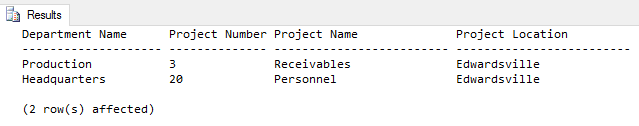 Results
Department Name      Project Number Project Name              Project Location
-------------------- -------------- ------------------------- -------------------------
Production           3              Receivables               Edwardsville
Headquarters         20             Personnel                 Edwardsville
(2 row(s) affected)